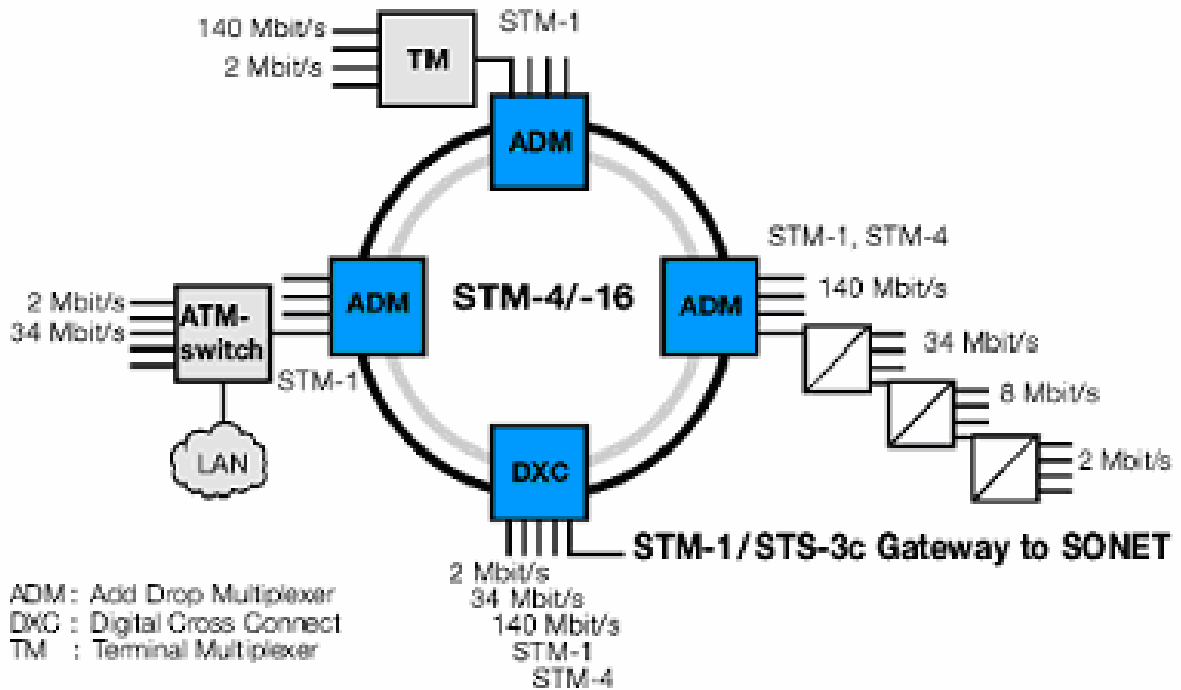 STM-1
140 Mbit/s
2 Mbit/s
TM
ADM
STM-1, STM-4
140 Mbit/s
ADM
34 Mbit/s
8 Mbit/s
2 Mbit/s
STM-4/-16
2 Mbit/s
34 Mbit/s
ATM-
switch
ADM
STM-1
LAN
DXC
STM-1/STS-3c Gateway to SONET
2 Mbit/s
34 Mbit/s
140 Mbit/s
STM-1
STM-4
ADM : Add Drop Multiplexer
DXC : Digital Cross Connect
TM : Terminal Multiplexer